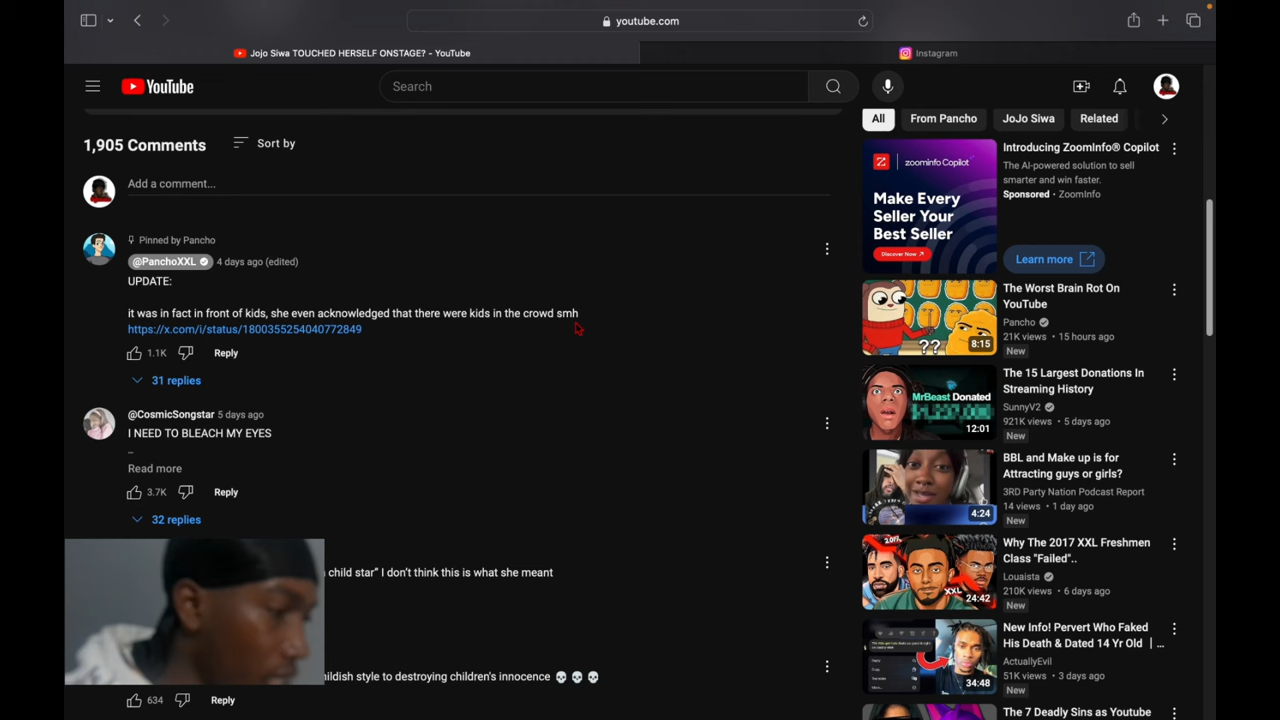 youtube.com
Jojo Siwa TOUCHED HERSELF ONSTAGE? - YouTube
Instagram
YouTube
Search
1,905 Comments
Sort by
Add a comment...
Pinned by Pancho
@PanchoXXL
4 days ago (edited)
UPDATE:
it was in fact in front of kids, she even acknowledged that there were kids in the crowd smh
https://x.com/i/status/1800355254040772849
1.1K
Reply
31 replies
@CosmicSongstar 5 days ago
I NEED TO BLEACH MY EYES
_
Read more
3.7K
Reply
32 replies
child star” I don’t think this is what she meant
ildish style to destroying children's innocence 💀 💀 💀
634
Reply
All
From Pancho
JoJo Siwa
Related
zoominfo Copilot
Make Every
Seller Your
Best Seller
Discover Now
Introducing ZoomInfo® Copilot
The AI-powered solution to sell
smarter and win faster.
Sponsored • ZoomInfo
Learn more
??
8:15
The Worst Brain Rot On
YouTube
Pancho
21K views • 15 hours ago
New
MrBeast Donated
12:01
The 15 Largest Donations In
Streaming History
SunnyV2
921K views • 5 days ago
New
4:24
BBL and Make up is for
Attracting guys or girls?
3RD Party Nation Podcast Report
14 views • 1 day ago
New
XXL
24:42
Why The 2017 XXL Freshmen
Class "Failed"..
Louaista
210K views • 6 days ago
New
34:48
New Info! Pervert Who Faked
His Death & Dated 14 Yr Old | ...
ActuallyEvil
51K views • 3 days ago
New
The 7 Deadly Sins as Youtube